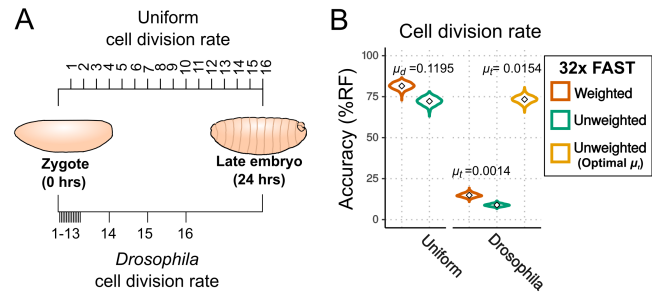 A
Uniform
cell division rate
1 2 3 4 5 6 7 8 9 10 11 12 13 14 15 16
Zygote
(0 hrs)
Late embryo
(24 hrs)
1-13 14 15 16
Drosophila
cell division rate
B
Cell division rate
Accuracy (%RF)
100
75
50
25
0
μd=0.1195
μt=0.0154
μt=0.0014
Uniform
Drosophila
32x FAST
Weighted
Unweighted
Unweighted
(Optimal μt)